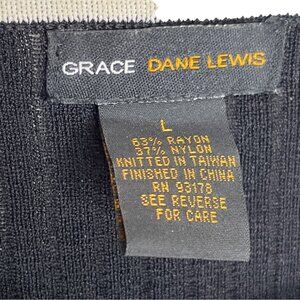 GRACE DANE LEWIS
L
63% RAYON
37% NYLON
KNITTED IN TAIWAN
FINISHED IN CHINA
RN 93178
SEE REVERSE
FOR CARE